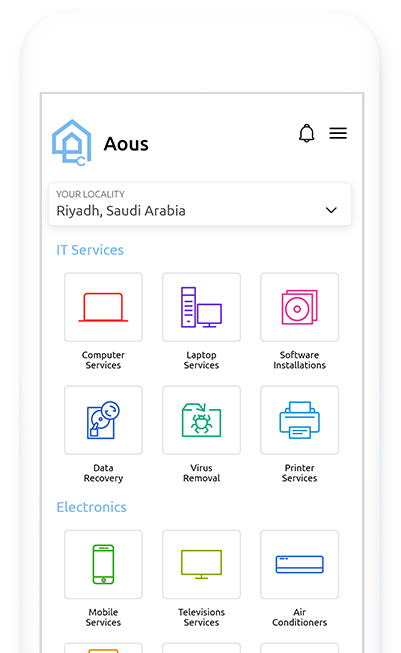 Aous
YOUR LOCALITY
Riyadh, Saudi Arabia
IT Services
Computer
Services
Laptop
Services
Software
Installations
Data
Recovery
Virus
Removal
Printer
Services
Electronics
Mobile
Services
Televisions
Services
Air
Conditioners